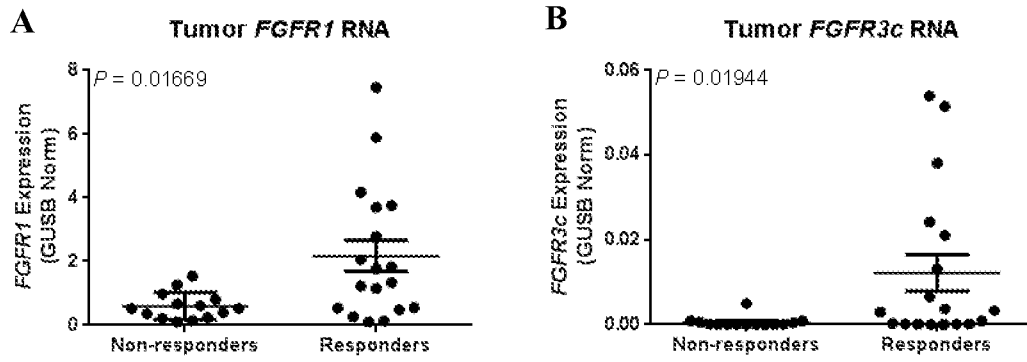 A
Tumor FGFR1 RNA
P = 0.01669
8
6
4
2
0
FGFR1 Expression
(GUSB Norm)
Non-responders
Responders
B
Tumor FGFR3c RNA
P = 0.01944
0.06
0.04
0.02
0.00
FGFR3c Expression
(GUSB Norm)
Non-responders
Responders